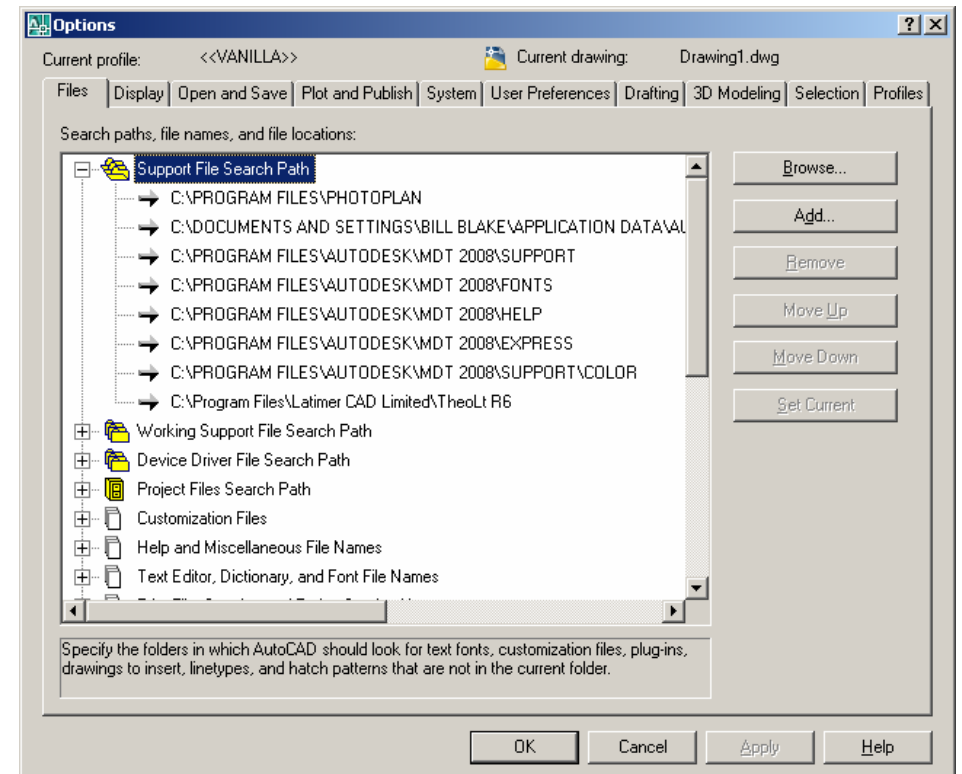 Options
Current profile: <<VANILLA>> Current drawing: Drawing1.dwg
Files Display Open and Save Plot and Publish System User Preferences Drafting 3D Modeling Selection Profiles
Search paths, file names, and file locations:
Support File Search Path
C:\PROGRAM FILES\PHOTOPLAN
C:\DOCUMENTS AND SETTINGS\BILL BLAKE\APPLICATION DATA\
C:\PROGRAM FILES\AUTODESK\MDT 2008\SUPPORT
C:\PROGRAM FILES\AUTODESK\MDT 2008\FONTS
C:\PROGRAM FILES\AUTODESK\MDT 2008\HELP
C:\PROGRAM FILES\AUTODESK\MDT 2008\EXPRESS
C:\PROGRAM FILES\AUTODESK\MDT 2008\SUPPORT\COLOR
C:\Program Files\Latimer CAD Limited\TheoLt R6
Working Support File Search Path
Device Driver File Search Path
Project Files Search Path
Customization Files
Help and Miscellaneous File Names
Text Editor, Dictionary, and Font File Names
Browse...
Add...
Remove
Move Up
Move Down
Set Current
Specify the folders in which AutoCAD should look for text fonts, customization files, plug-ins,
drawings to insert, linetypes, and hatch patterns that are not in the current folder.
OK Cancel Apply Help